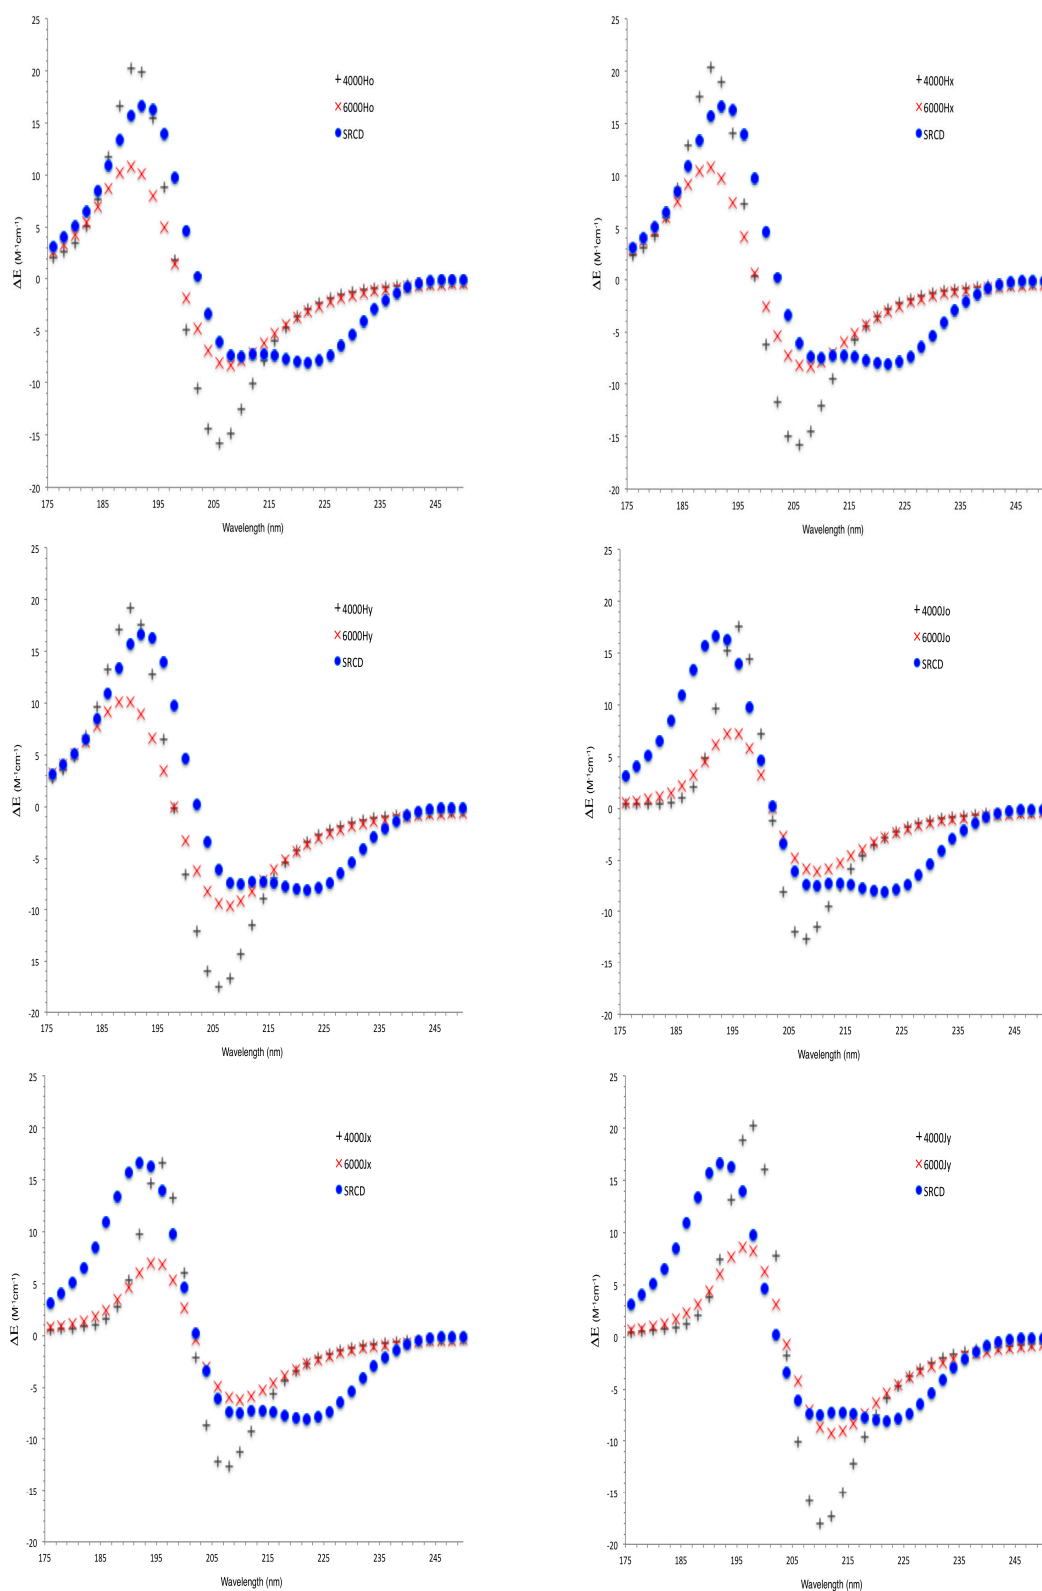 25
20
15
10
5
0
-5
-10
-15
-20
ΔE (M⁻¹cm⁻¹)
+ 4000Ho
× 6000Ho
● SRCD
175 195 205 215 225 235 245
185
Wavelength (nm)
25
20
15
10
5
0
-5
-10
-15
-20
ΔE (M⁻¹cm⁻¹)
+ 4000Hx
× 6000Hx
● SRCD
175 185 195 205 215 225 235 245
Wavelength (nm)
25
20
15
10
5
0
-5
-10
-15
-20
ΔE (M⁻¹cm⁻¹)
+ 4000Hy
× 6000Hy
● SRCD
175 185 195 205 215 225 235 245
Wavelength (nm)
25
20
15
10
5
0
-5
-10
-15
-20
ΔE (M⁻¹cm⁻¹)
+ 4000Jo
× 6000Jo
● SRCD
175 185 195 205 215 225 235 245
Wavelength (nm)
25
20
15
10
5
0
-5
-10
-15
-20
ΔE (M⁻¹cm⁻¹)
+ 4000Jx
× 6000Jx
● SRCD
175 185 195 205 215 225 235 245
Wavelength (nm)
25
20
15
10
5
0
-5
-10
-15
-20
ΔE (M⁻¹cm⁻¹)
+ 4000Jy
× 6000Jy
● SRCD
175 185 195 205 215 225 235 245
Wavelength (nm)